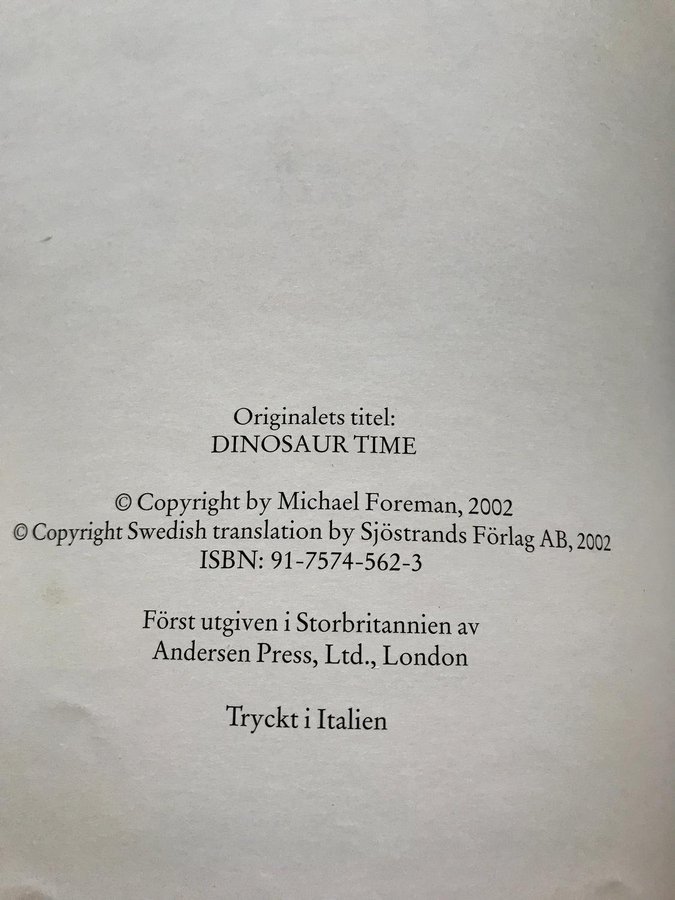 Originalets titel:
DINOSAUR TIME
© Copyright by Michael Foreman, 2002
© Copyright Swedish translation by Sjöstrands Förlag AB, 2002
ISBN: 91-7574-562-3
Först utgiven i Storbritannien av
Andersen Press, Ltd., London
Tryckt i Italien